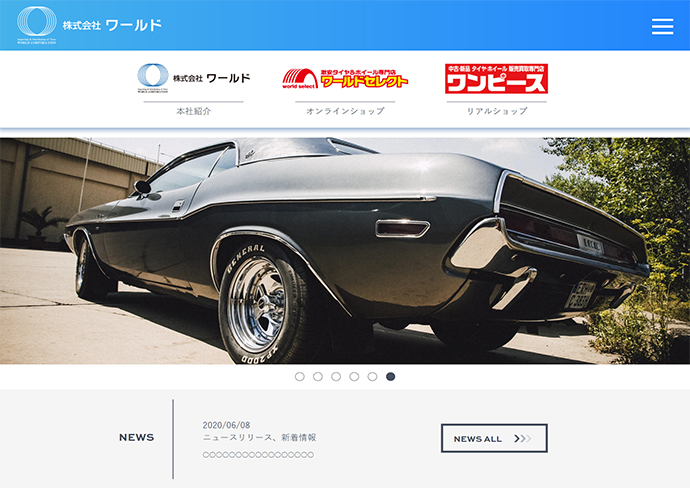 株式会社 ワールド
WORLD CORPORATION
株式会社 ワールド
本社紹介
激安タイヤ&ホイール専門店
world select ワールドセレクト
オンラインショップ
中古・新品 タイヤ・ホイール 販売買取専門店
ワンピース
リアルショップ
GENERAL
XP2000
NEWS
2020/06/08
ニュースリリース、新着情報
○○○○○○○○○○○○○○○○○
NEWS ALL